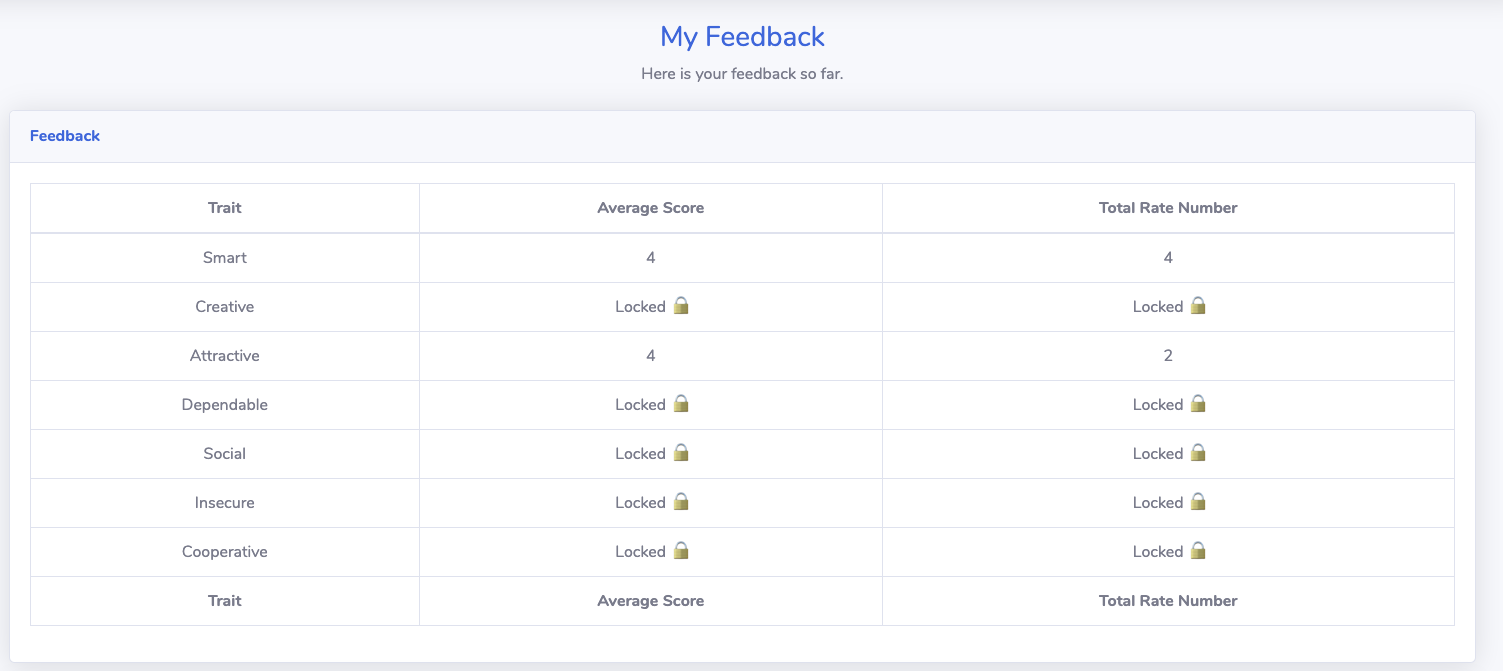 My Feedback
Here is your feedback so far.
Feedback
Trait Average Score Total Rate Number
Smart 4 4
Creative Locked 🔒 Locked 🔒
Attractive 4 2
Dependable Locked 🔒 Locked 🔒
Social Locked 🔒 Locked 🔒
Insecure Locked 🔒 Locked 🔒
Cooperative Locked 🔒 Locked 🔒
Trait Average Score Total Rate Number